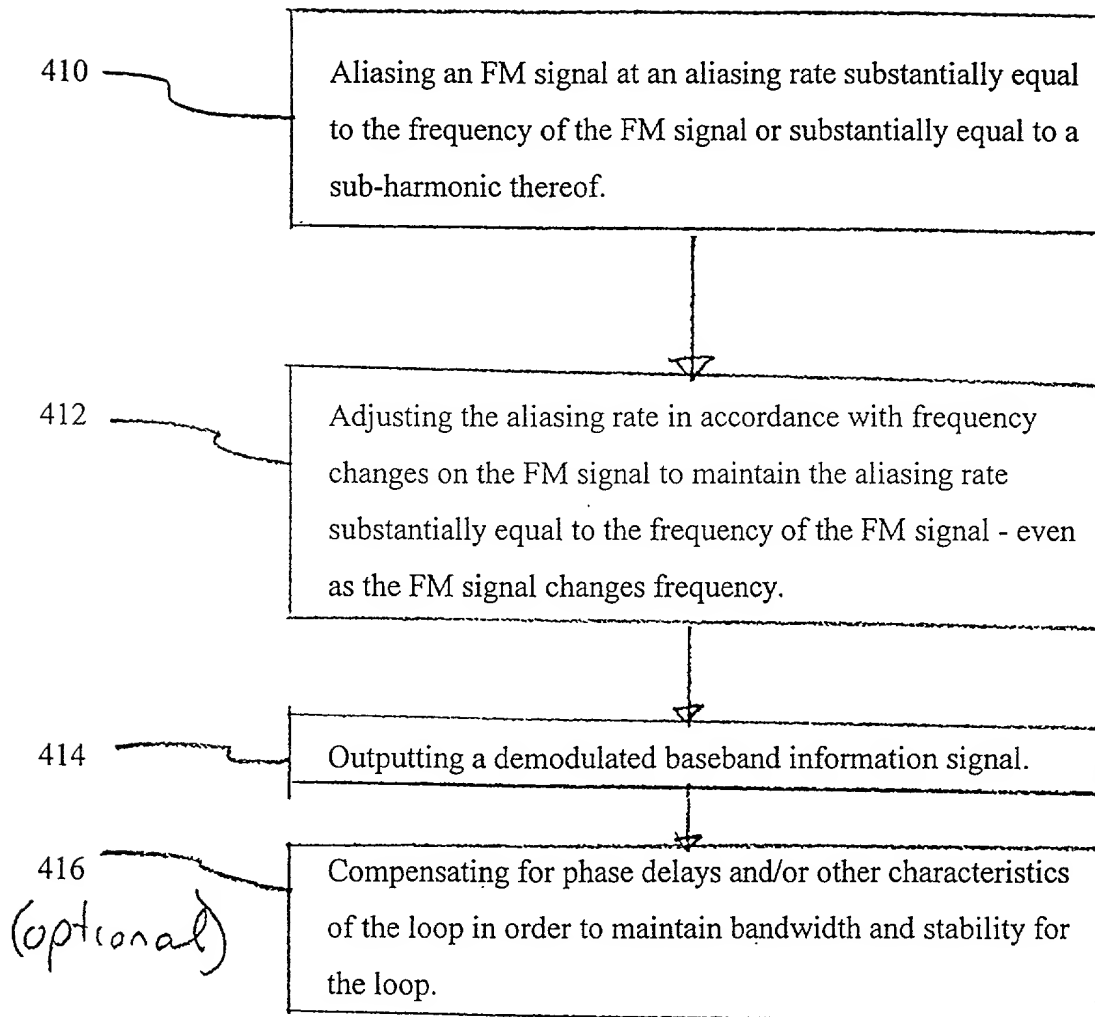 410
Aliasing an FM signal at an aliasing rate substantially equal
to the frequency of the FM signal or substantially equal to a
sub-harmonic thereof.
412
Adjusting the aliasing rate in accordance with frequency
changes on the FM signal to maintain the aliasing rate
substantially equal to the frequency of the FM signal - even
as the FM signal changes frequency.
414
Outputting a demodulated baseband information signal.
416
(optional)
Compensating for phase delays and/or other characteristics
of the loop in order to maintain bandwidth and stability for
the loop.